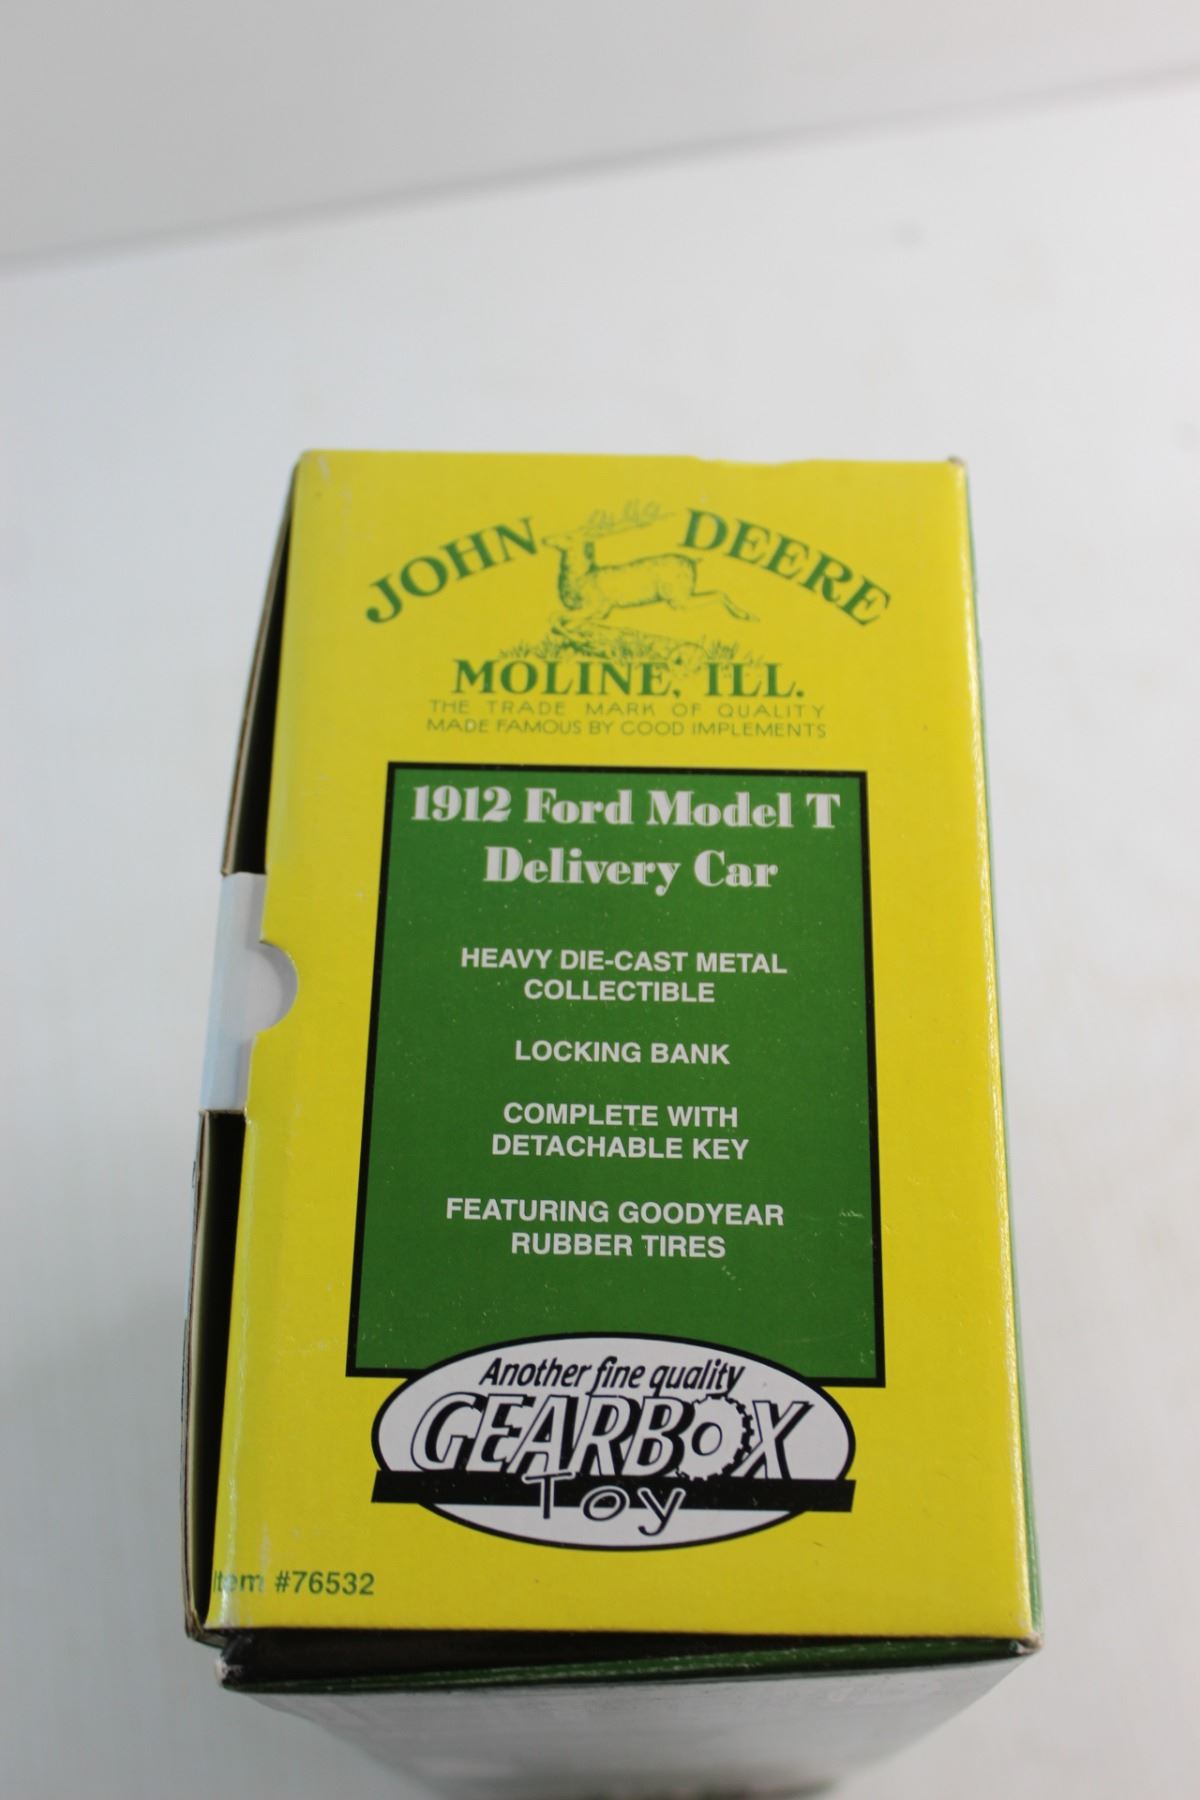 JOHN DEERE
MOLINE, ILL.
THE TRADE MARK OF QUALITY
MADE FAMOUS BY GOOD IMPLEMENTS
1912 Ford Model T
Delivery Car
HEAVY DIE-CAST METAL
COLLECTIBLE
LOCKING BANK
COMPLETE WITH
DETACHABLE KEY
FEATURING GOODYEAR
RUBBER TIRES
Another fine quality
GEARBOX
Toy
Item #76532